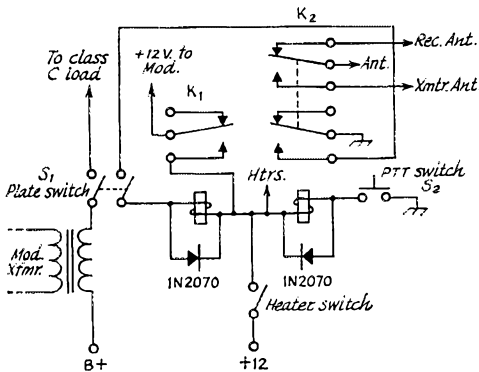 K2
To class
C load
+12V. to
Mod.
K1
Rec. Ant.
Ant.
Xmtr. Ant
S1
Plate switch
Htrs.
PTT switch
S2
Mod.
Xfmr.
1N2070
1N2070
Heater switch
B+
+12